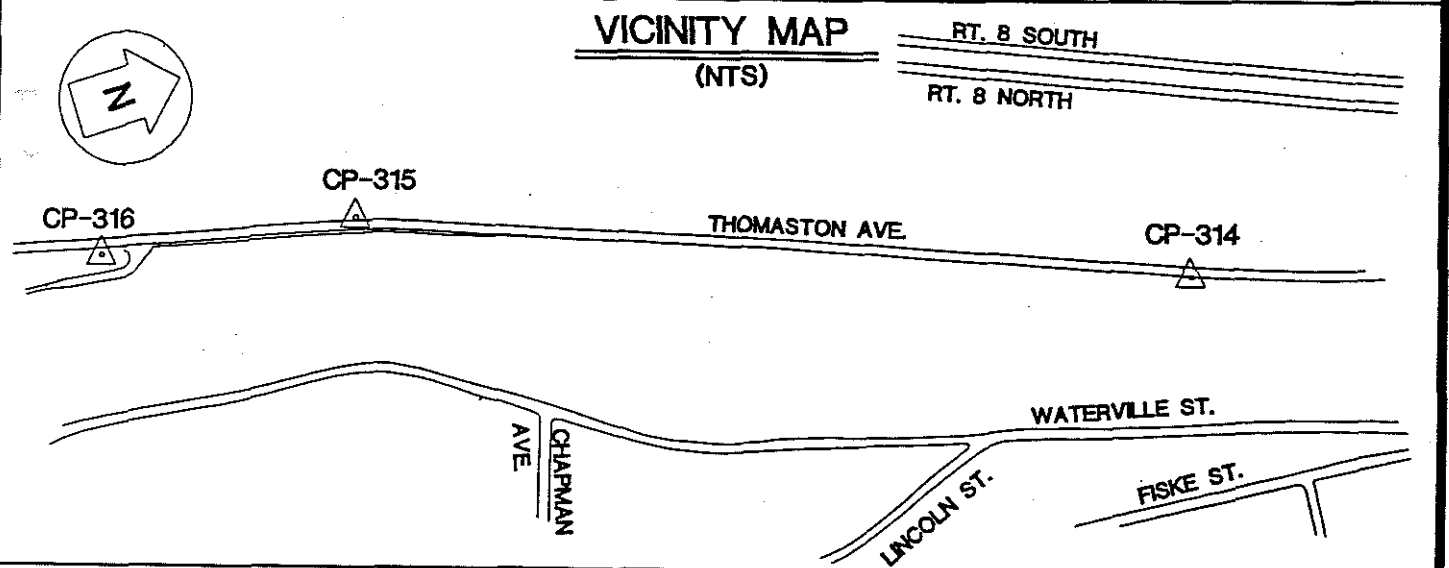 VICINITY MAP
(NTS)
RT. 8 SOUTH
RT. 8 NORTH
N
CP-315
CP-316
THOMASTON AVE.
CP-314
WATERVILLE ST.
CHAPMAN
AVE
FISKE ST.
LINCOLN ST.